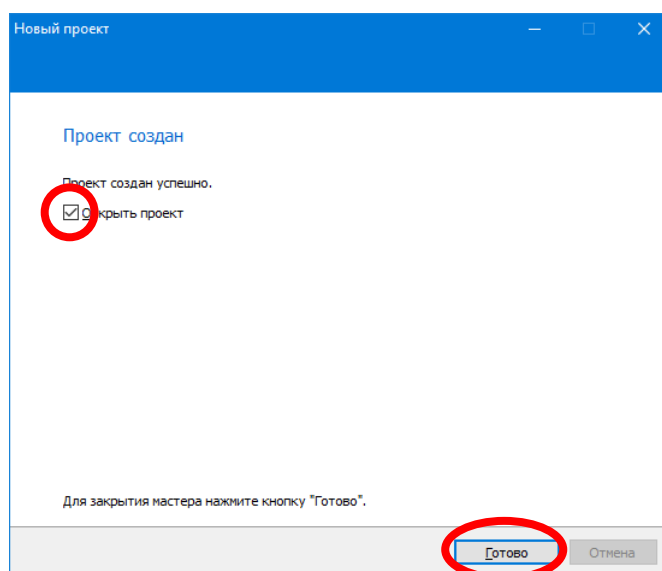 Новый проект
Проект создан
Проект создан успешно.
Открыть проект
Для закрытия мастера нажмите кнопку "Готово".
Готово
Отмена